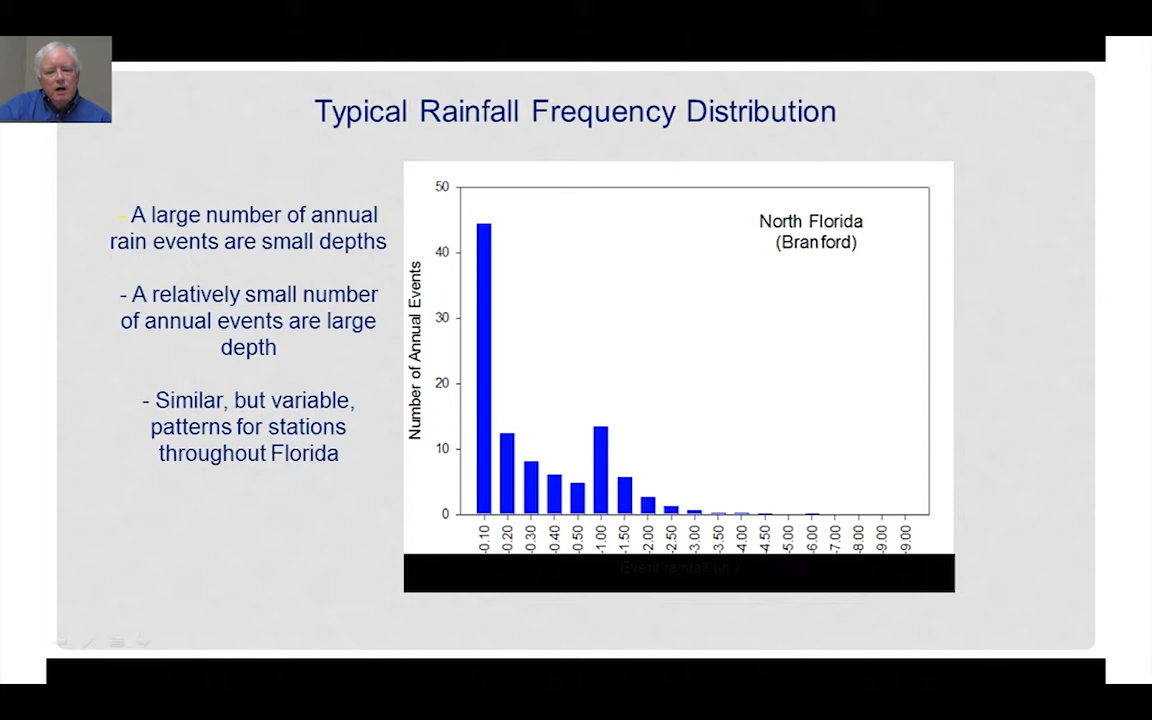 Typical Rainfall Frequency Distribution
- A large number of annual
rain events are small depths
- A relatively small number
of annual events are large
depth
- Similar, but variable,
patterns for stations
throughout Florida
North Florida
(Branford)
Number of Annual Events
50
40
30
20
10
0
-0.10
-0.20
-0.30
-0.40
-0.50
-1.00
-1.50
-2.00
-2.50
-3.00
-3.50
-4.00
-4.50
-5.00
-6.00
-7.00
-8.00
-9.00
-9.00
Event rainfall (in.)